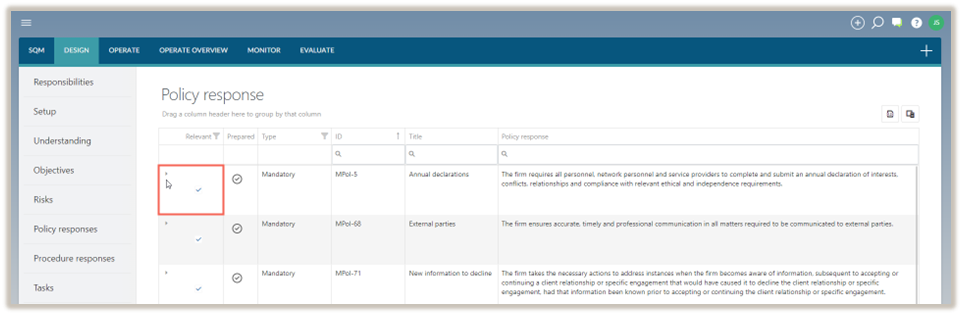 JS
SQM DESIGN OPERATE OPERATE OVERVIEW MONITOR EVALUATE
Responsibilities
Setup
Understanding
Objectives
Risks
Policy responses
Procedure responses
Tasks
Policy response
Drag a column header here to group by that column
Relevant Prepared Type ID Title Policy response
Mandatory MPol-5 Annual declarations The firm requires all personnel, network personnel and service providers to complete and submit an annual declaration of interests,
conflicts, relationships and compliance with relevant ethical and independence requirements.
Mandatory MPol-68 External parties The firm ensures accurate, timely and professional communication in all matters required to be communicated to external parties.
Mandatory MPol-71 New information to decline The firm takes the necessary actions to address instances when the firm becomes aware of information, subsequent to accepting or
continuing a client relationship or specific engagement that would have caused it to decline the client relationship or specific
engagement, had that information been known prior to accepting or continuing the client relationship or specific engagement.